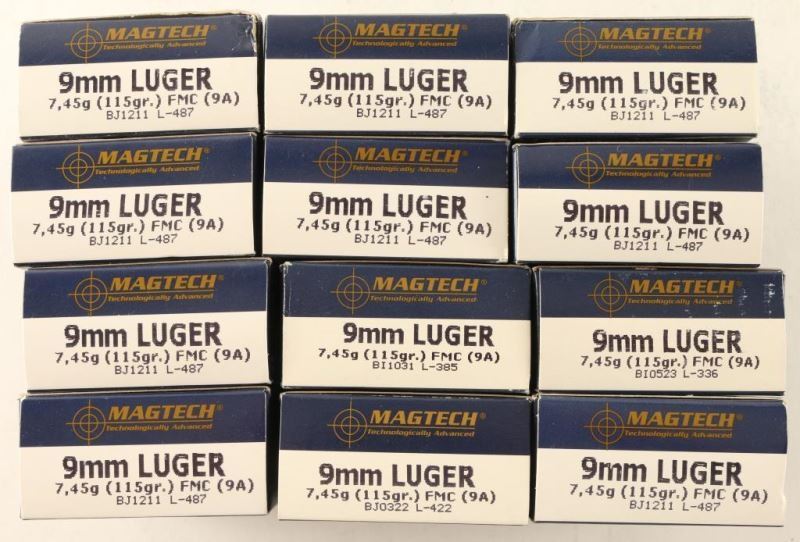 MAGTECH®
Technologically Advanced
9mm LUGER
7,45g (115gr.) FMC (9A)
BJ1211 L-487
MAGTECH®
Technologically Advanced
9mm LUGER
7,45g (115gr.) FMC (9A)
BJ1211 L-487
MAGTECH®
Technologically Advanced
9mm LUGER
7,45g (115gr.) FMC (9A)
BJ1211 L-487
MAGTECH®
Technologically Advanced
9mm LUGER
7,45g (115gr.) FMC (9A)
BJ1211 L-487
MAGTECH®
Technologically Advanced
9mm LUGER
7,45g (115gr.) FMC (9A)
BJ1211 L-487
MAGTECH®
Technologically Advanced
9mm LUGER
7,45g (115gr.) FMC (9A)
BJ1211 L-487
MAGTECH®
Technologically Advanced
9mm LUGER
7,45g (115gr.) FMC (9A)
BJ1211 L-487
MAGTECH®
Technologically Advanced
9mm LUGER
7,45g (115gr.) FMC (9A)
BI1031 L-385
MAGTECH®
Technologically Advanced
9mm LUGER
7,45g (115gr.) FMC (9A)
BI0523 L-336
MAGTECH®
Technologically Advanced
9mm LUGER
7,45g (115gr.) FMC (9A)
BJ1211 L-487
MAGTECH®
Technologically Advanced
9mm LUGER
7,45g (115gr.) FMC (9A)
BJ0322 L-422
MAGTECH®
Technologically Advanced
9mm LUGER
7,45g (115gr.) FMC (9A)
BJ1211 L-487